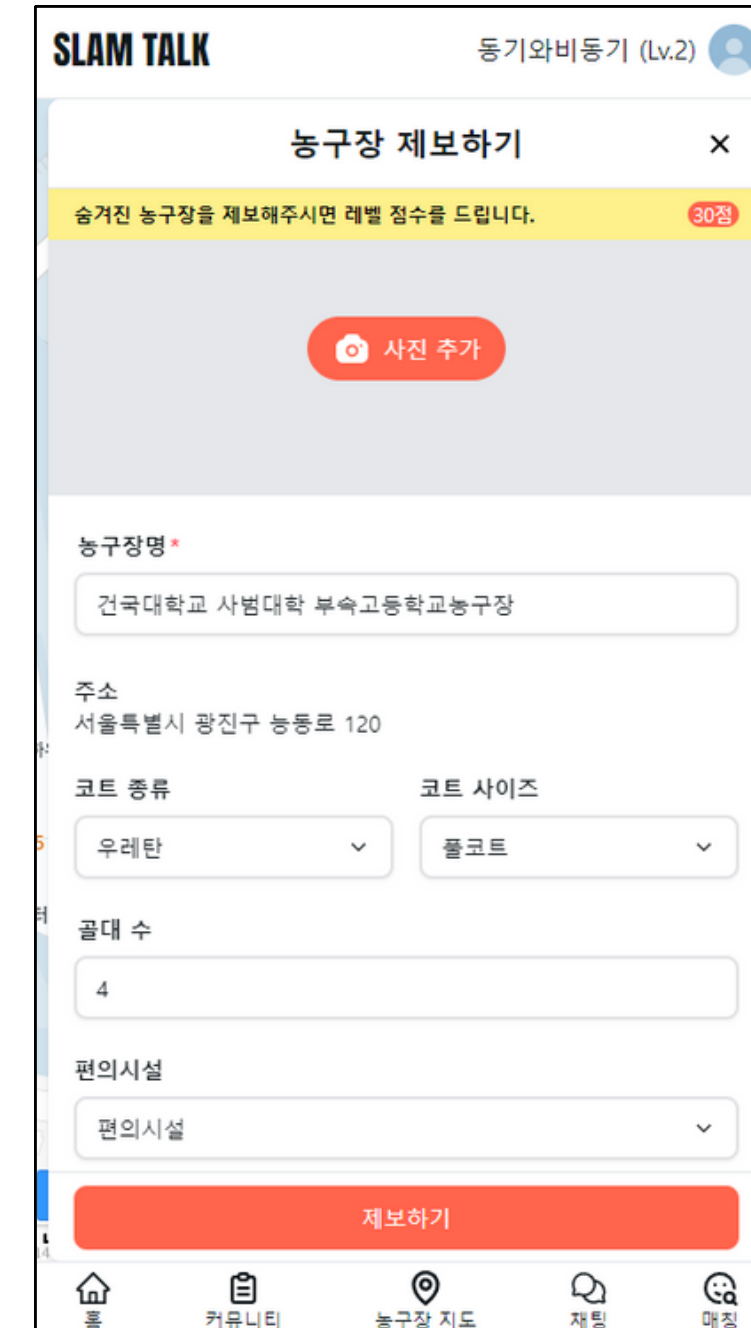 SLAM TALK
동기와비동기 (Lv.2)
농구장 제보하기
숨겨진 농구장을 제보해주시면 레벨 점수를 드립니다.
30점
사진 추가
농구장명*
건국대학교 사범대학 부속고등학교농구장
주소
서울특별시 광진구 능동로 120
코트 종류
코트 사이즈
우레탄
풀코트
골대 수
4
편의시설
편의시설
제보하기
홈
커뮤니티
농구장 지도
채팅
매칭